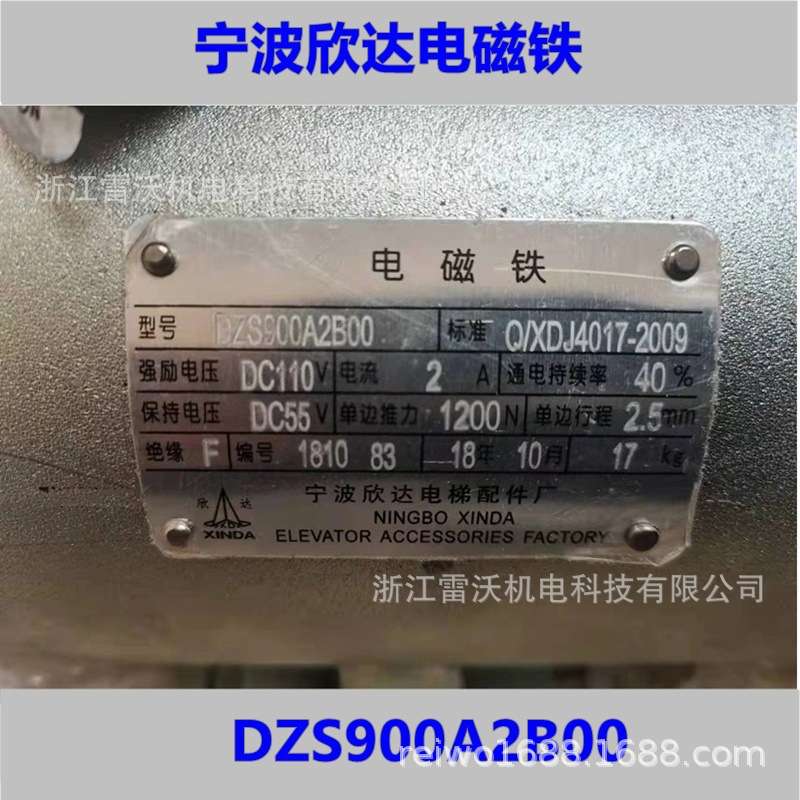 宁波欣达电磁铁
浙江雷沃机电科技有限公司
电磁铁
型号 DZS900A2B00 标准 Q/XDJ4017-2009
强励电压 DC110V 电流 2 A 通电持续率 40%
保持电压 DC55V 单边推力 1200N 单边行程 2.5mm
绝缘 F 编号 1810 83 18年 10月 17 kg
欣达 宁波欣达电梯配件厂
XINDA NINGBO XINDA
ELEVATOR ACCESSORIES FACTORY
浙江雷沃机电科技有限公司
DZS900A2B00
reiwo1688.1688.com